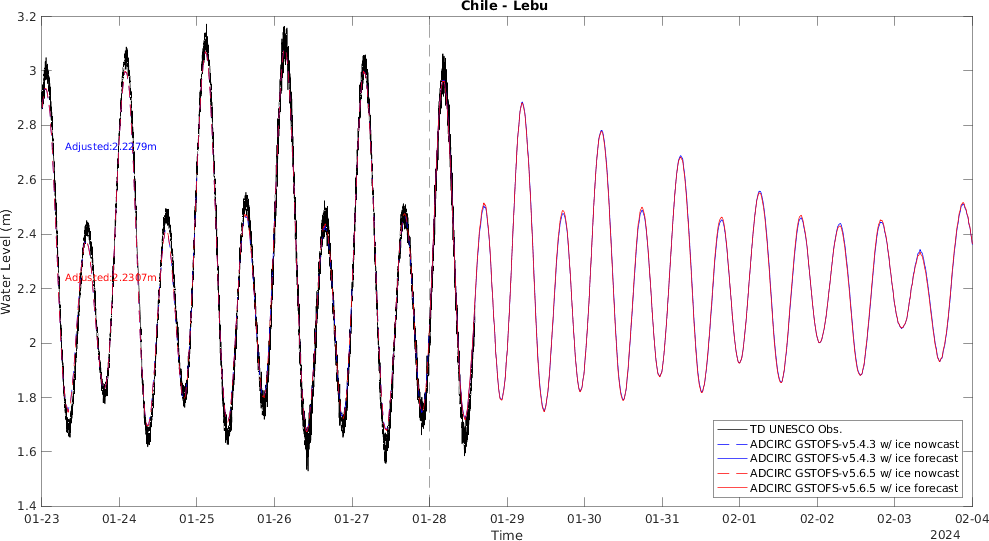 Chile - Lebu
3.2
3
2.8
2.6
2.4
2.2
2
1.8
1.6
1.4
Water Level (m)
Adjusted:2.2279m
Adjusted:2.2307m
TD UNESCO Obs.
ADCIRC GSTOFS-v5.4.3 w/ ice nowcast
ADCIRC GSTOFS-v5.4.3 w/ ice forecast
ADCIRC GSTOFS-v5.6.5 w/ ice nowcast
ADCIRC GSTOFS-v5.6.5 w/ ice forecast
01-23 01-24 01-25 01-26 01-27 01-28 01-29 01-30 01-31 02-01 02-02 02-03 02-04
Time
2024